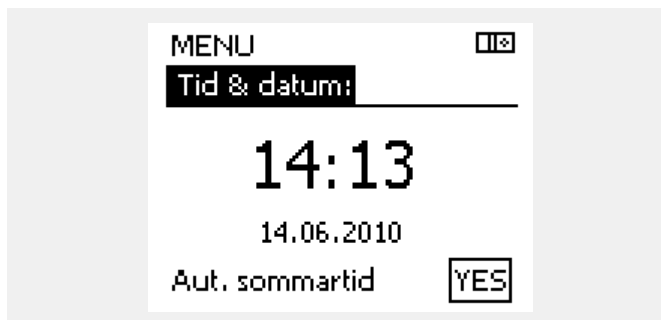 MENU
Tid & datum:
14:13
14.06.2010
Aut. sommartid YES